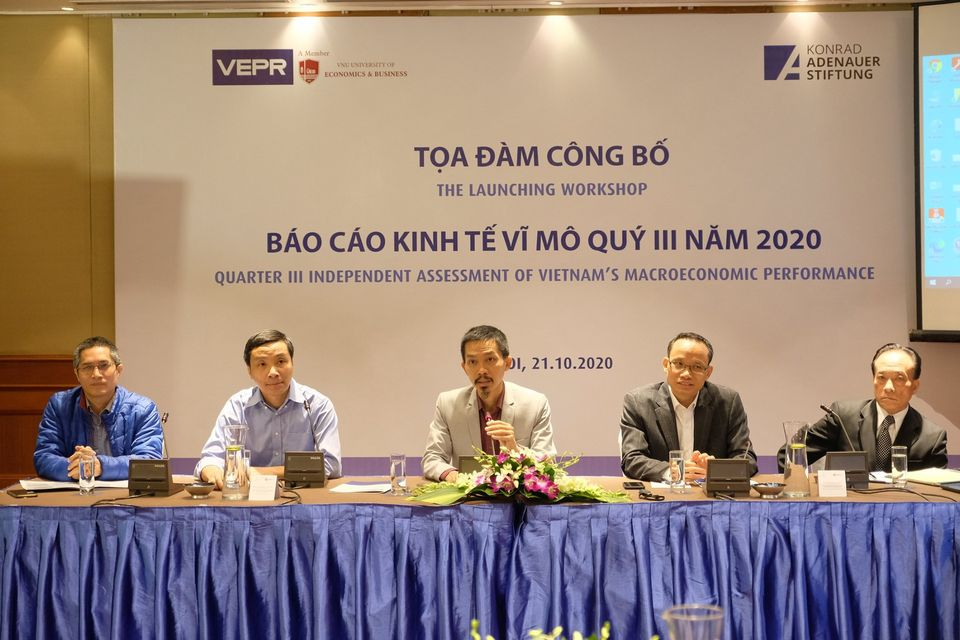 VEPR
A Member
VNU UNIVERSITY OF
ECONOMICS & BUSINESS
KONRAD
ADENAUER
STIFTUNG
TỌA ĐÀM CÔNG BỐ
THE LAUNCHING WORKSHOP
BÁO CÁO KINH TẾ VĨ MÔ QUÝ III NĂM 2020
QUARTER III INDEPENDENT ASSESSMENT OF VIETNAM'S MACROECONOMIC PERFORMANCE
OI, 21.10.2020